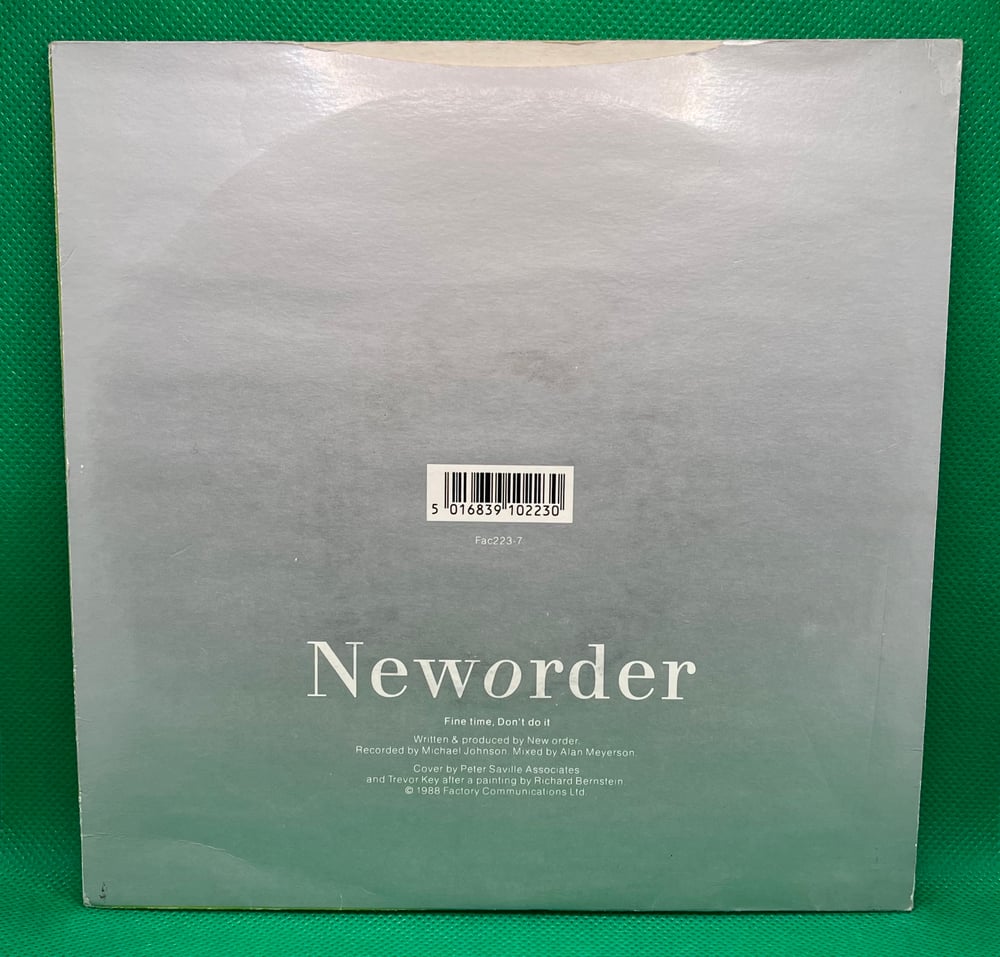 5 016839 102230
Fac223-7
Neworder
Fine time, Don't do it
Written & produced by New order.
Recorded by Michael Johnson. Mixed by Alan Meyerson.
Cover by Peter Saville Associates
and Trevor Key after a painting by Richard Bernstein.
© 1988 Factory Communications Ltd.